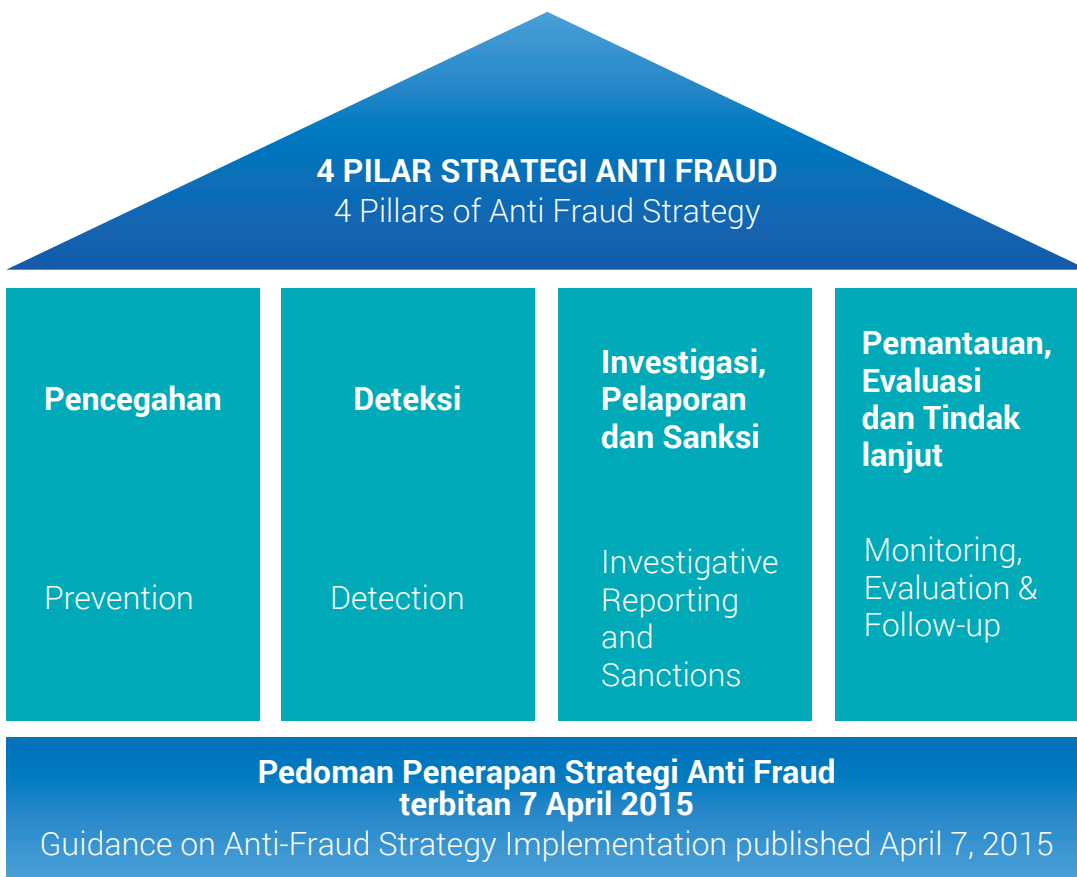 4 PILAR STRATEGI ANTI FRAUD
4 Pillars of Anti Fraud Strategy
Pencegahan
Prevention
Deteksi
Detection
Investigasi,
Pelaporan
dan Sanksi
Investigative
Reporting
and
Sanctions
Pemantauan,
Evaluasi
dan Tindak
lanjut
Monitoring,
Evaluation &
Follow-up
Pedoman Penerapan Strategi Anti Fraud
terbitan 7 April 2015
Guidance on Anti-Fraud Strategy Implementation published April 7, 2015